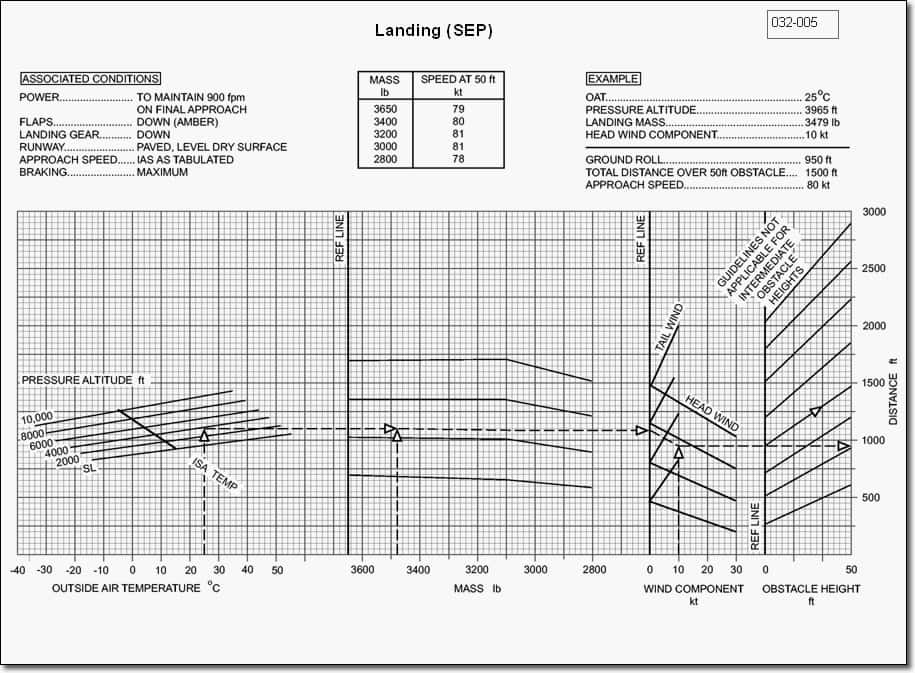 Landing (SEP)
032-005
ASSOCIATED CONDITIONS
POWER........................ TO MAINTAIN 900 fpm
ON FINAL APPROACH
FLAPS.......................... DOWN (AMBER)
LANDING GEAR........... DOWN
RUNWAY...................... PAVED, LEVEL DRY SURFACE
APPROACH SPEED..... IAS AS TABULATED
BRAKING...................... MAXIMUM
MASS lb SPEED AT 50 ft kt
3650 79
3400 80
3200 81
3000 81
2800 78
EXAMPLE
OAT............................................................ 25°C
PRESSURE ALTITUDE................................ 3965 ft
LANDING MASS.......................................... 3479 lb
HEAD WIND COMPONENT.......................... 10 kt
GROUND ROLL........................................... 950 ft
TOTAL DISTANCE OVER 50ft OBSTACLE.... 1500 ft
APPROACH SPEED..................................... 80 kt
REF LINE
REF LINE
GUIDELINES NOT
APPLICABLE FOR
INTERMEDIATE
OBSTACLE
HEIGHTS
3000
2500
2000
1500
1000
500
DISTANCE ft
TAIL WIND
HEAD WIND
REF LINE
PRESSURE ALTITUDE ft
10,000
8000
6000
4000
2000
SL
ISA TEMP
-40 -30 -20 -10 0 10 20 30 40 50 3600 3400 3200 3000 2800 0 10 20 30 0 50
OUTSIDE AIR TEMPERATURE °C
MASS lb
WIND COMPONENT
kt
OBSTACLE HEIGHT
ft